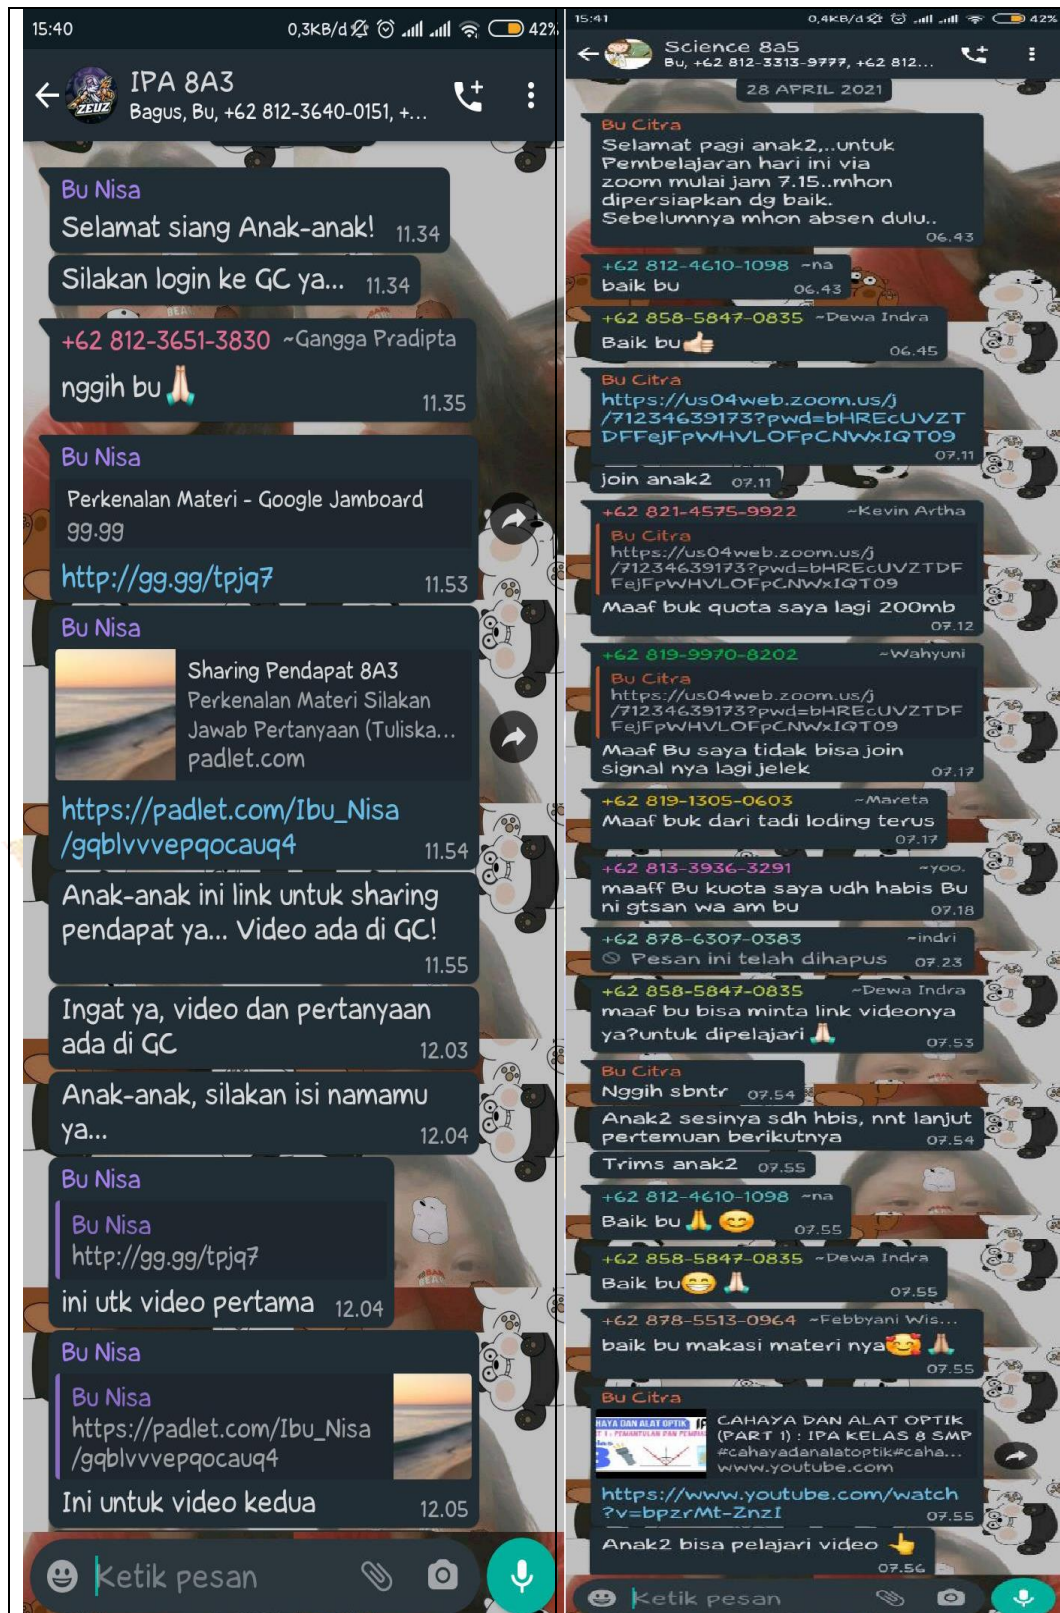 15:40
0,3KB/d
42%
IPA 8A3
Bagus, Bu, +62 812-3640-0151, +...
ZEUZ
Bu Nisa
Selamat siang Anak-anak! 11.34
Silakan login ke GC ya... 11.34
+62 812-3651-3830 ~Gangga Pradipta
nggih bu🙏🏻
11.35
Bu Nisa
Perkenalan Materi - Google Jamboard
gg.gg
http://gg.gg/tpjq7
11.53
Bu Nisa
Sharing Pendapat 8A3
Perkenalan Materi Silakan
Jawab Pertanyaan (Tuliska...
padlet.com
https://padlet.com/Ibu_Nisa
/gqblvvvepqocauq4
11.54
Anak-anak ini link untuk sharing
pendapat ya... Video ada di GC!
11.55
Ingat ya, video dan pertanyaan
ada di GC
12.03
Anak-anak, silakan isi namamu
ya...
12.04
Bu Nisa
Bu Nisa
http://gg.gg/tpjq7
ini utk video pertama 12.04
Bu Nisa
Bu Nisa
https://padlet.com/Ibu_Nisa
/gqblvvvepqocauq4
Ini untuk video kedua
12.05
Ketik pesan
15:41
0,4KB/d
42%
Science 8a5
Bu, +62 812-3313-9777, +62 812...
28 APRIL 2021
Bu Citra
Selamat pagi anak2,..untuk
Pembelajaran hari ini via
zoom mulai jam 7.15..mhon
dipersiapkan dg baik.
Sebelumnya mhon absen dulu..
06.43
+62 812-4610-1098 ~na
baik bu
06.43
+62 858-5847-0835 ~Dewa Indra
Baik bu👍🏻
06.45
Bu Citra
https://us04web.zoom.us/j
/71234639173?pwd=bHREcUVZT
DFFejFpWHVLOFpCNWxIQT09
07.11
join anak2 07.11
+62 821-4575-9922 ~Kevin Artha
Bu Citra
https://us04web.zoom.us/j
/71234639173?pwd=bHREcUVZTDF
FejFpWHVLOFpCNWxIQT09
Maaf buk quota saya lagi 200mb
07.12
+62 819-9970-8202 ~Wahyuni
Bu Citra
https://us04web.zoom.us/j
/71234639173?pwd=bHREcUVZTDF
FejFpWHVLOFpCNWxIQT09
Maaf Bu saya tidak bisa join
signal nya lagi jelek
07.17
+62 819-1305-0603 ~Mareta
Maaf buk dari tadi loding terus
07.17
+62 813-3936-3291 ~yoo.
maaff Bu kuota saya udh habis Bu
ni gtsan wa am bu
07.18
+62 878-6307-0383 ~indri
Pesan ini telah dihapus 07.23
+62 858-5847-0835 ~Dewa Indra
maaf bu bisa minta link videonya
ya?untuk dipelajari 🙏🏻
07.53
Bu Citra
Nggih sbntr 07.54
Anak2 sesinya sdh hbis, nnt lanjut
pertemuan berikutnya
07.54
Trims anak2 07.55
+62 812-4610-1098 ~na
Baik bu🙏😊
07.55
+62 858-5847-0835 ~Dewa Indra
Baik bu😁🙏🏻
07.55
+62 878-5513-0964 ~Febbyani Wis...
baik bu makasi materi nya🥰🙏🏻
07.55
Bu Citra
CAHAYA DAN ALAT OPTIK
(PART 1) : IPA KELAS 8 SMP
#cahayadanalatoptik#caha...
www.youtube.com
https://www.youtube.com/watch
?v=bpzrMt-ZnzI
07.55
Anak2 bisa pelajari video 👆
07.56
Ketik pesan